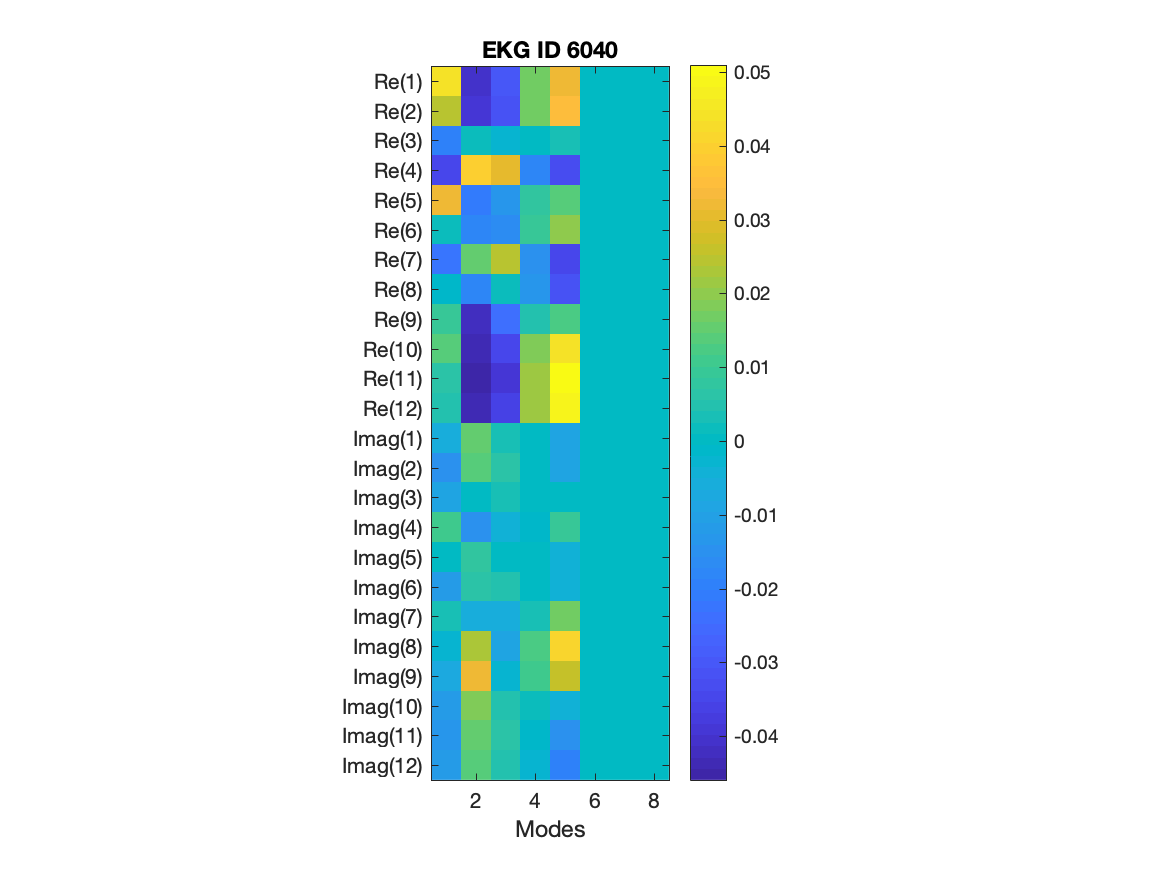 EKG ID 6040
Re(1)
Re(2)
Re(3)
Re(4)
Re(5)
Re(6)
Re(7)
Re(8)
Re(9)
Re(10)
Re(11)
Re(12)
Imag(1)
Imag(2)
Imag(3)
Imag(4)
Imag(5)
Imag(6)
Imag(7)
Imag(8)
Imag(9)
Imag(10)
Imag(11)
Imag(12)
2 4 6 8
Modes
0.05
0.04
0.03
0.02
0.01
0
-0.01
-0.02
-0.03
-0.04